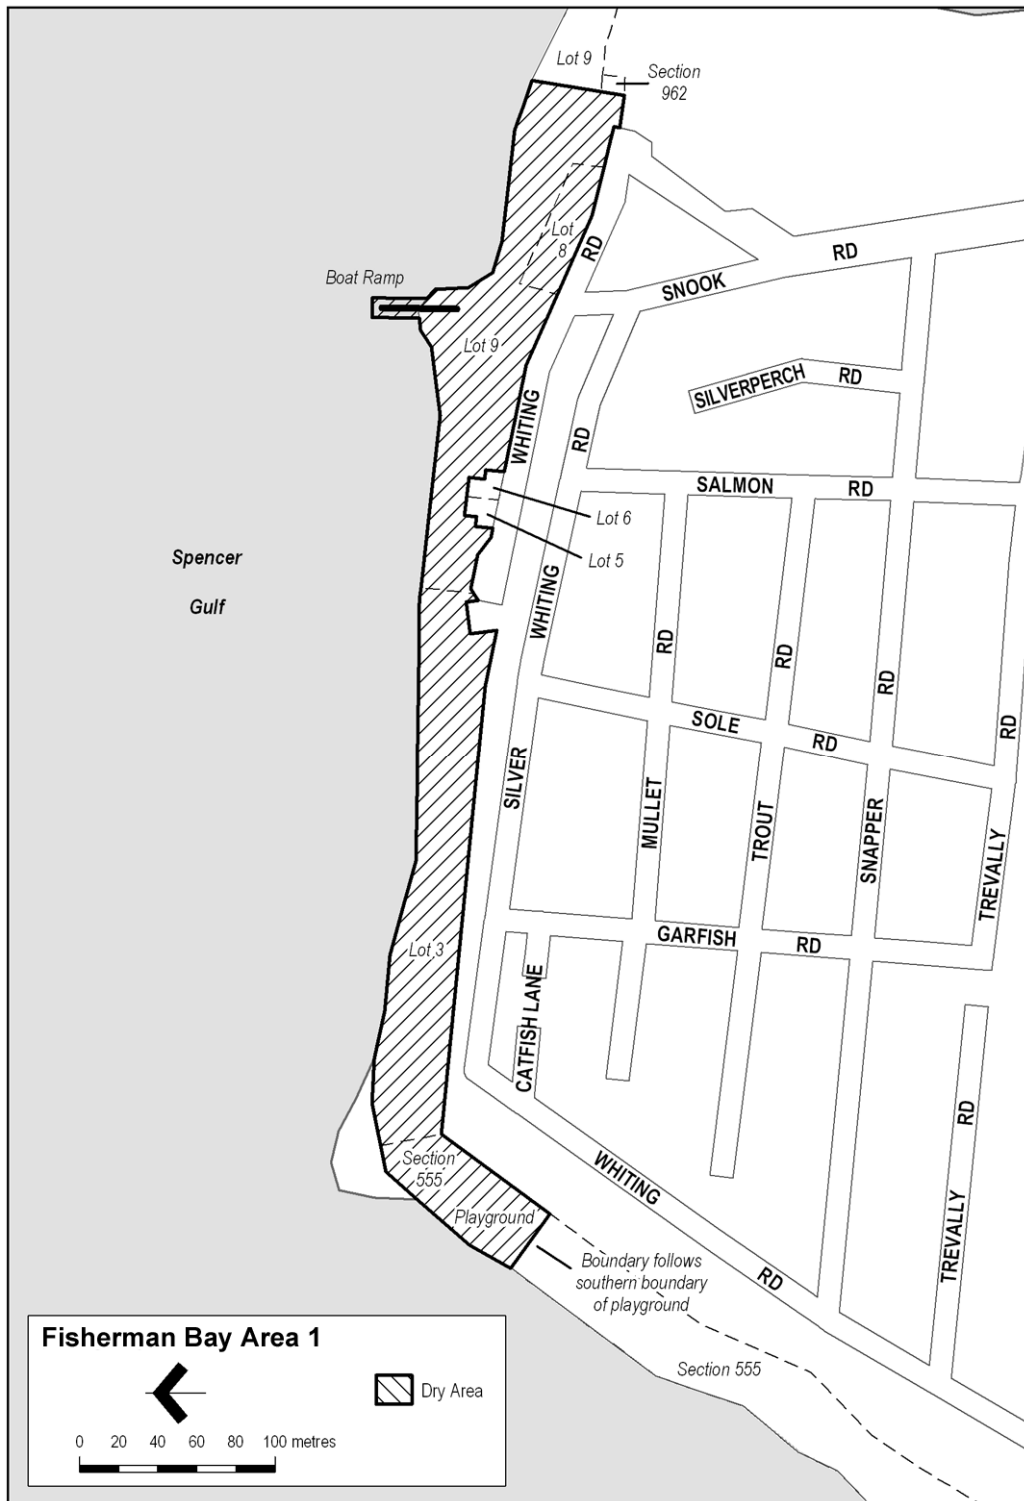 Lot 9
Section
962
Lot
8
RD
RD
SNOOK
Boat Ramp
Lot 9
SILVERPERCH
RD
WHITING
RD
SALMON
RD
Lot 6
Lot 5
Spencer
Gulf
WHITING
RD
RD
RD
RD
SOLE
RD
SILVER
MULLET
TROUT
SNAPPER
TREVALLY
GARFISH
RD
Lot 3
CATFISH LANE
RD
Section
555
WHITING
Playground
TREVALLY
RD
Boundary follows
southern boundary
of playground
Section 555
Fisherman Bay Area 1
Dry Area
0 20 40 60 80 100 metres